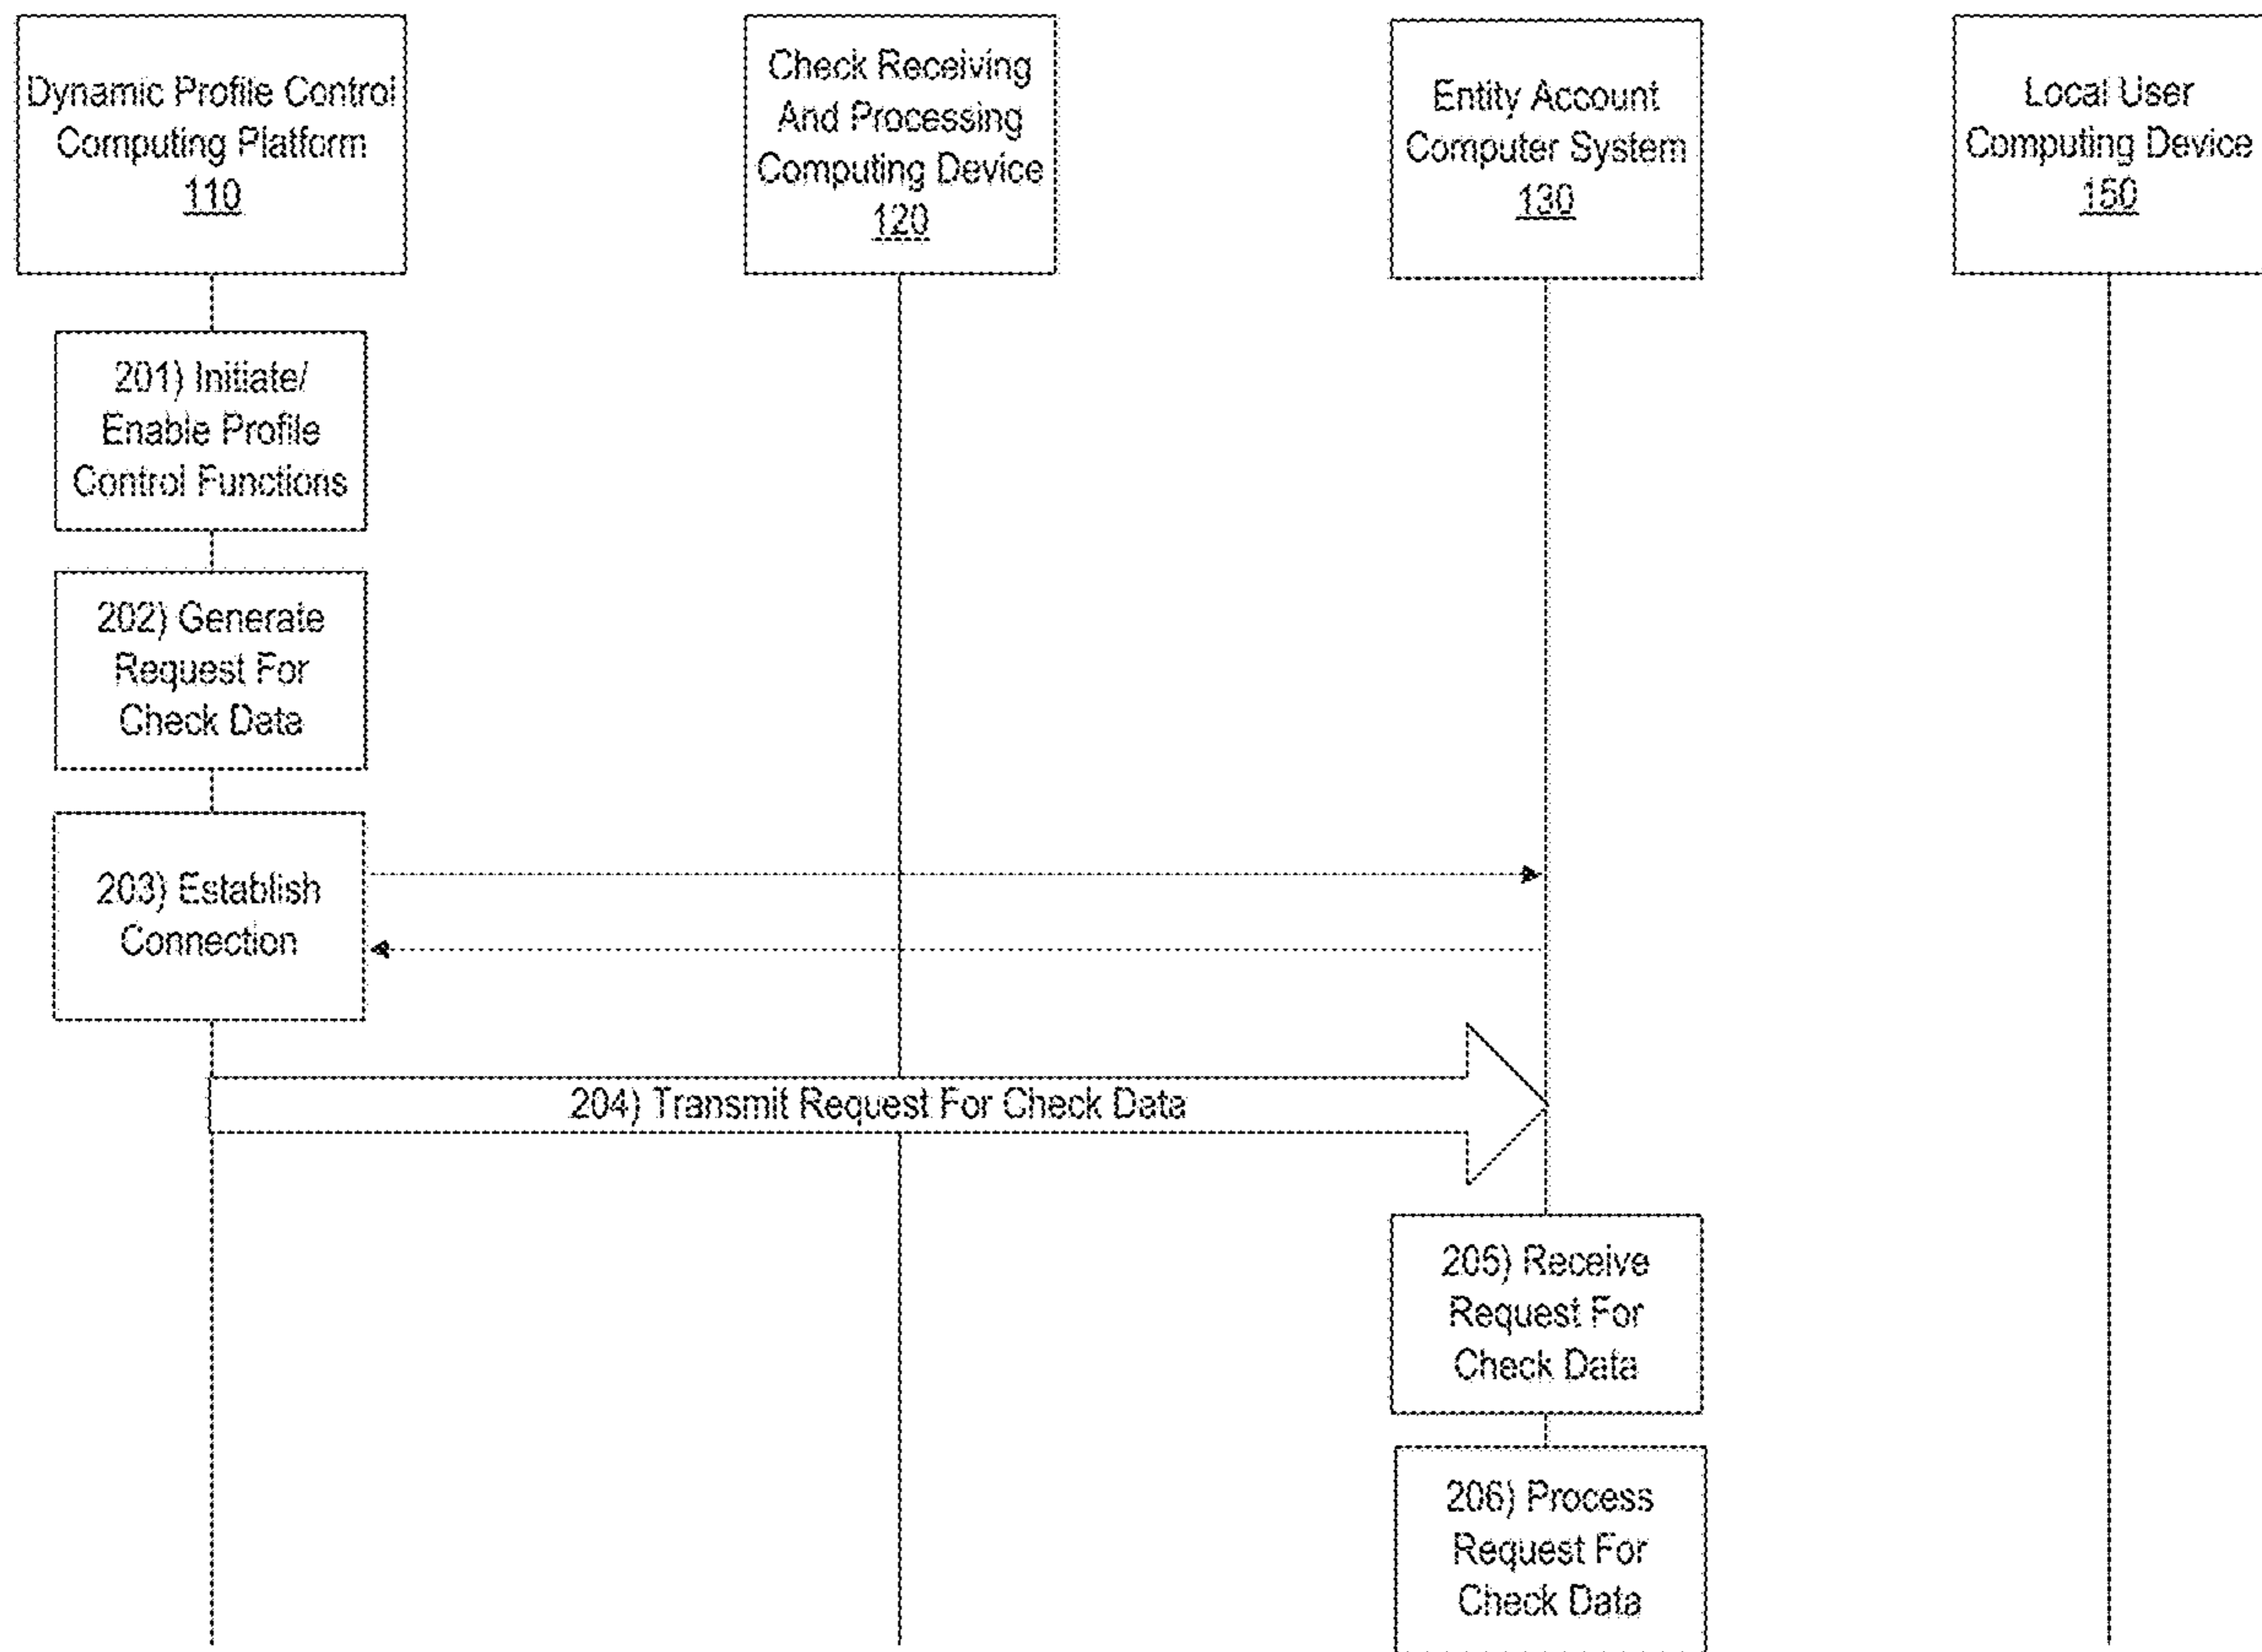 Dynamic Profile Control
Computing Platform
110
Check Receiving
And Processing
Computing Device
120
Entity Account
Computer System
130
Local User
Computing Device
150
201) Initiate/
Enable Profile
Control Functions
202) Generate
Request For
Check Data
203) Establish
Connection
204) Transmit Request For Check Data
205) Receive
Request For
Check Data
206) Process
Request For
Check Data